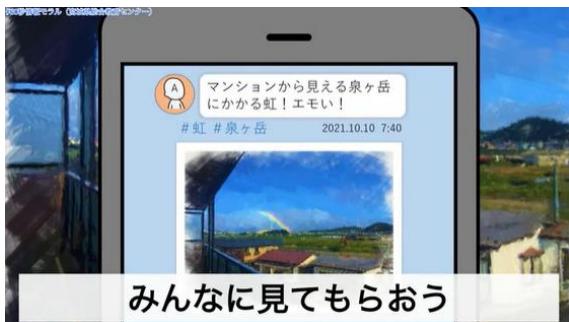 マンションから見える泉ヶ岳
にかかる虹！エモい！
A
#虹 #泉ヶ岳
2021.10.10 7:40
みんなに見てもらおう